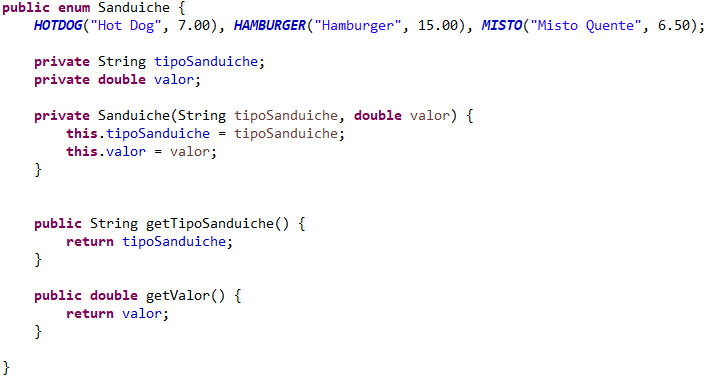 public enum Sanduiche {
    HOTDOG("Hot Dog", 7.00), HAMBURGER("Hamburger", 15.00), MISTO("Misto Quente", 6.50);
    private String tipoSanduiche;
    private double valor;
    private Sanduiche(String tipoSanduiche, double valor) {
        this.tipoSanduiche = tipoSanduiche;
        this.valor = valor;
    }
    public String getTipoSanduiche() {
        return tipoSanduiche;
    }
    public double getValor() {
        return valor;
    }
}